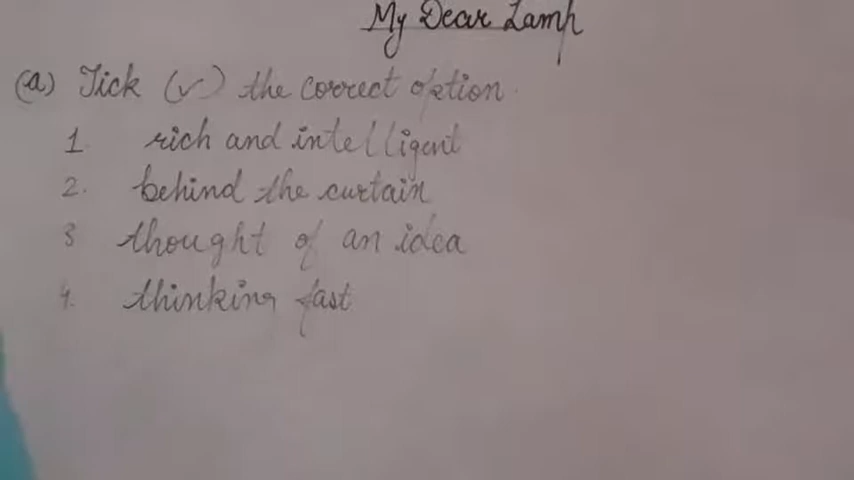 My Dear Lamp
(a) Tick (✓) the correct option.
1. rich and intelligent
2. behind the curtain
3 thought of an idea
4. thinking fast